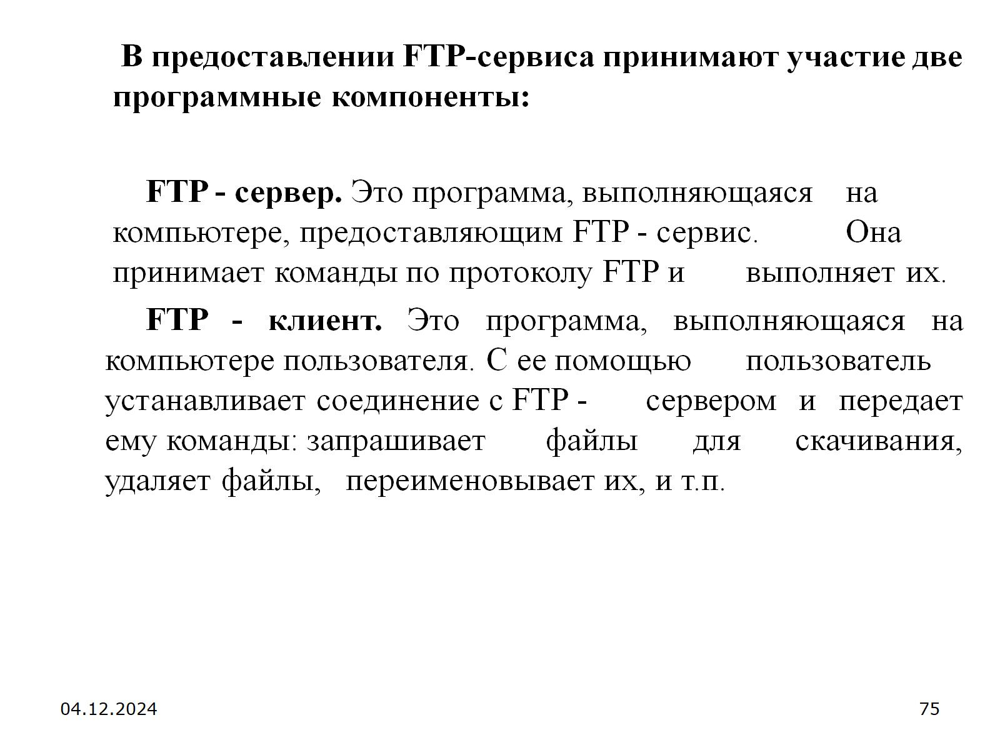 В предоставлении FTP-сервиса принимают участие две
программные компоненты:
FTP - сервер. Это программа, выполняющаяся на
компьютере, предоставляющим FTP - сервис. Она
принимает команды по протоколу FTP и выполняет их.
FTP - клиент. Это программа, выполняющаяся на
компьютере пользователя. С ее помощью пользователь
устанавливает соединение с FTP - сервером и передает
ему команды: запрашивает файлы для скачивания,
удаляет файлы, переименовывает их, и т.п.
04.12.2024
75